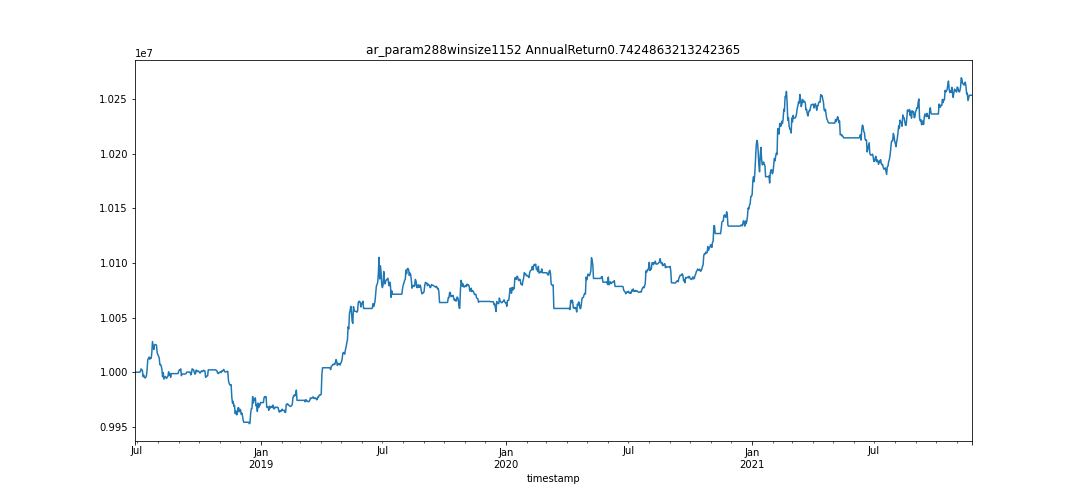 ar_param288winsize1152 AnnualReturn0.7424863213242365
1e7
1.025
1.020
1.015
1.010
1.005
1.000
0.995
Jul Jan Jul Jan Jul Jan Jul
2019 2020 2021
timestamp